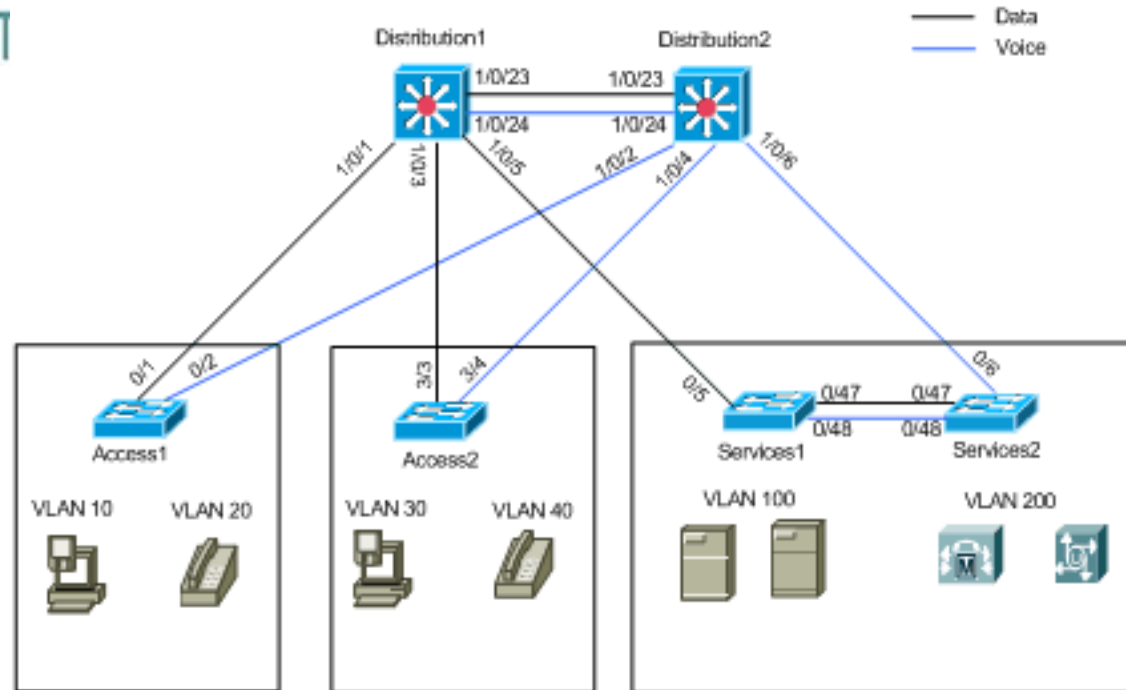 Data
Voice
Distribution1
Distribution2
1/0/23
1/0/23
1/0/24
1/0/24
1/0/1
1/0/3
1/0/5
1/0/2
1/0/4
1/0/6
0/1
0/2
3/3
3/4
0/5
0/6
0/47
0/47
0/48
0/48
Access1
Access2
Services1
Services2
VLAN 10
VLAN 20
VLAN 30
VLAN 40
VLAN 100
VLAN 200
M
U